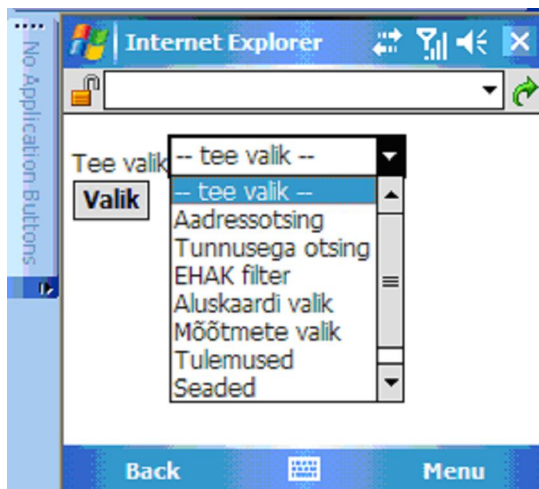 No Application Buttons
Internet Explorer
Tee valik
-- tee valik --
-- tee valik --
Valik
Aadressotsing
Tunnusega otsing
EHAK filter
Aluskaardi valik
Mõõtmete valik
Tulemused
Seaded
Back
Menu